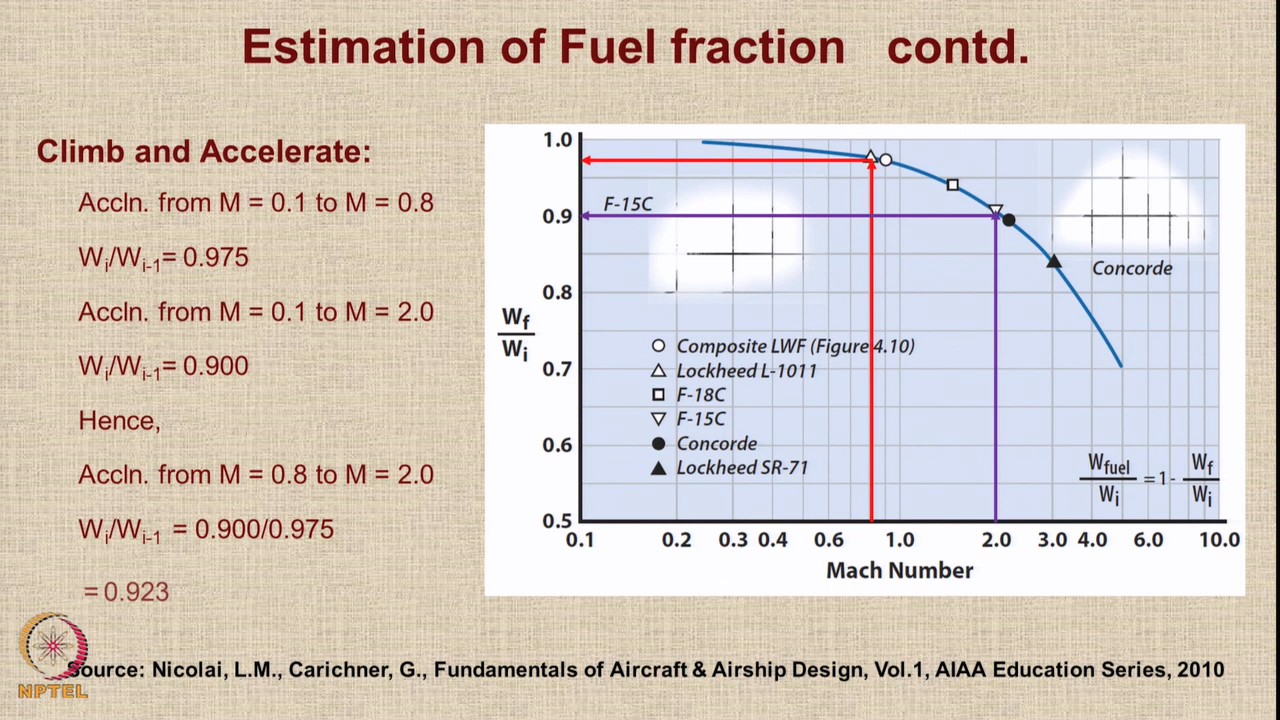 Estimation of Fuel fraction contd.
Climb and Accelerate:
Accln. from M = 0.1 to M = 0.8
Wi/Wi-1= 0.975
Accln. from M = 0.1 to M = 2.0
Wi/Wi-1= 0.900
Hence,
Accln. from M = 0.8 to M = 2.0
Wi/Wi-1 = 0.900/0.975
= 0.923
1.0
0.9
0.8
0.7
0.6
0.5
Wf
Wi
F-15C
Concorde
Composite LWF (Figure 4.10)
Lockheed L-1011
F-18C
F-15C
Concorde
Lockheed SR-71
Wfuel/Wi = 1- Wf/Wi
0.1 0.2 0.3 0.4 0.6 1.0 2.0 3.0 4.0 6.0 10.0
Mach Number
Source: Nicolai, L.M., Carichner, G., Fundamentals of Aircraft & Airship Design, Vol.1, AIAA Education Series, 2010
NPTEL